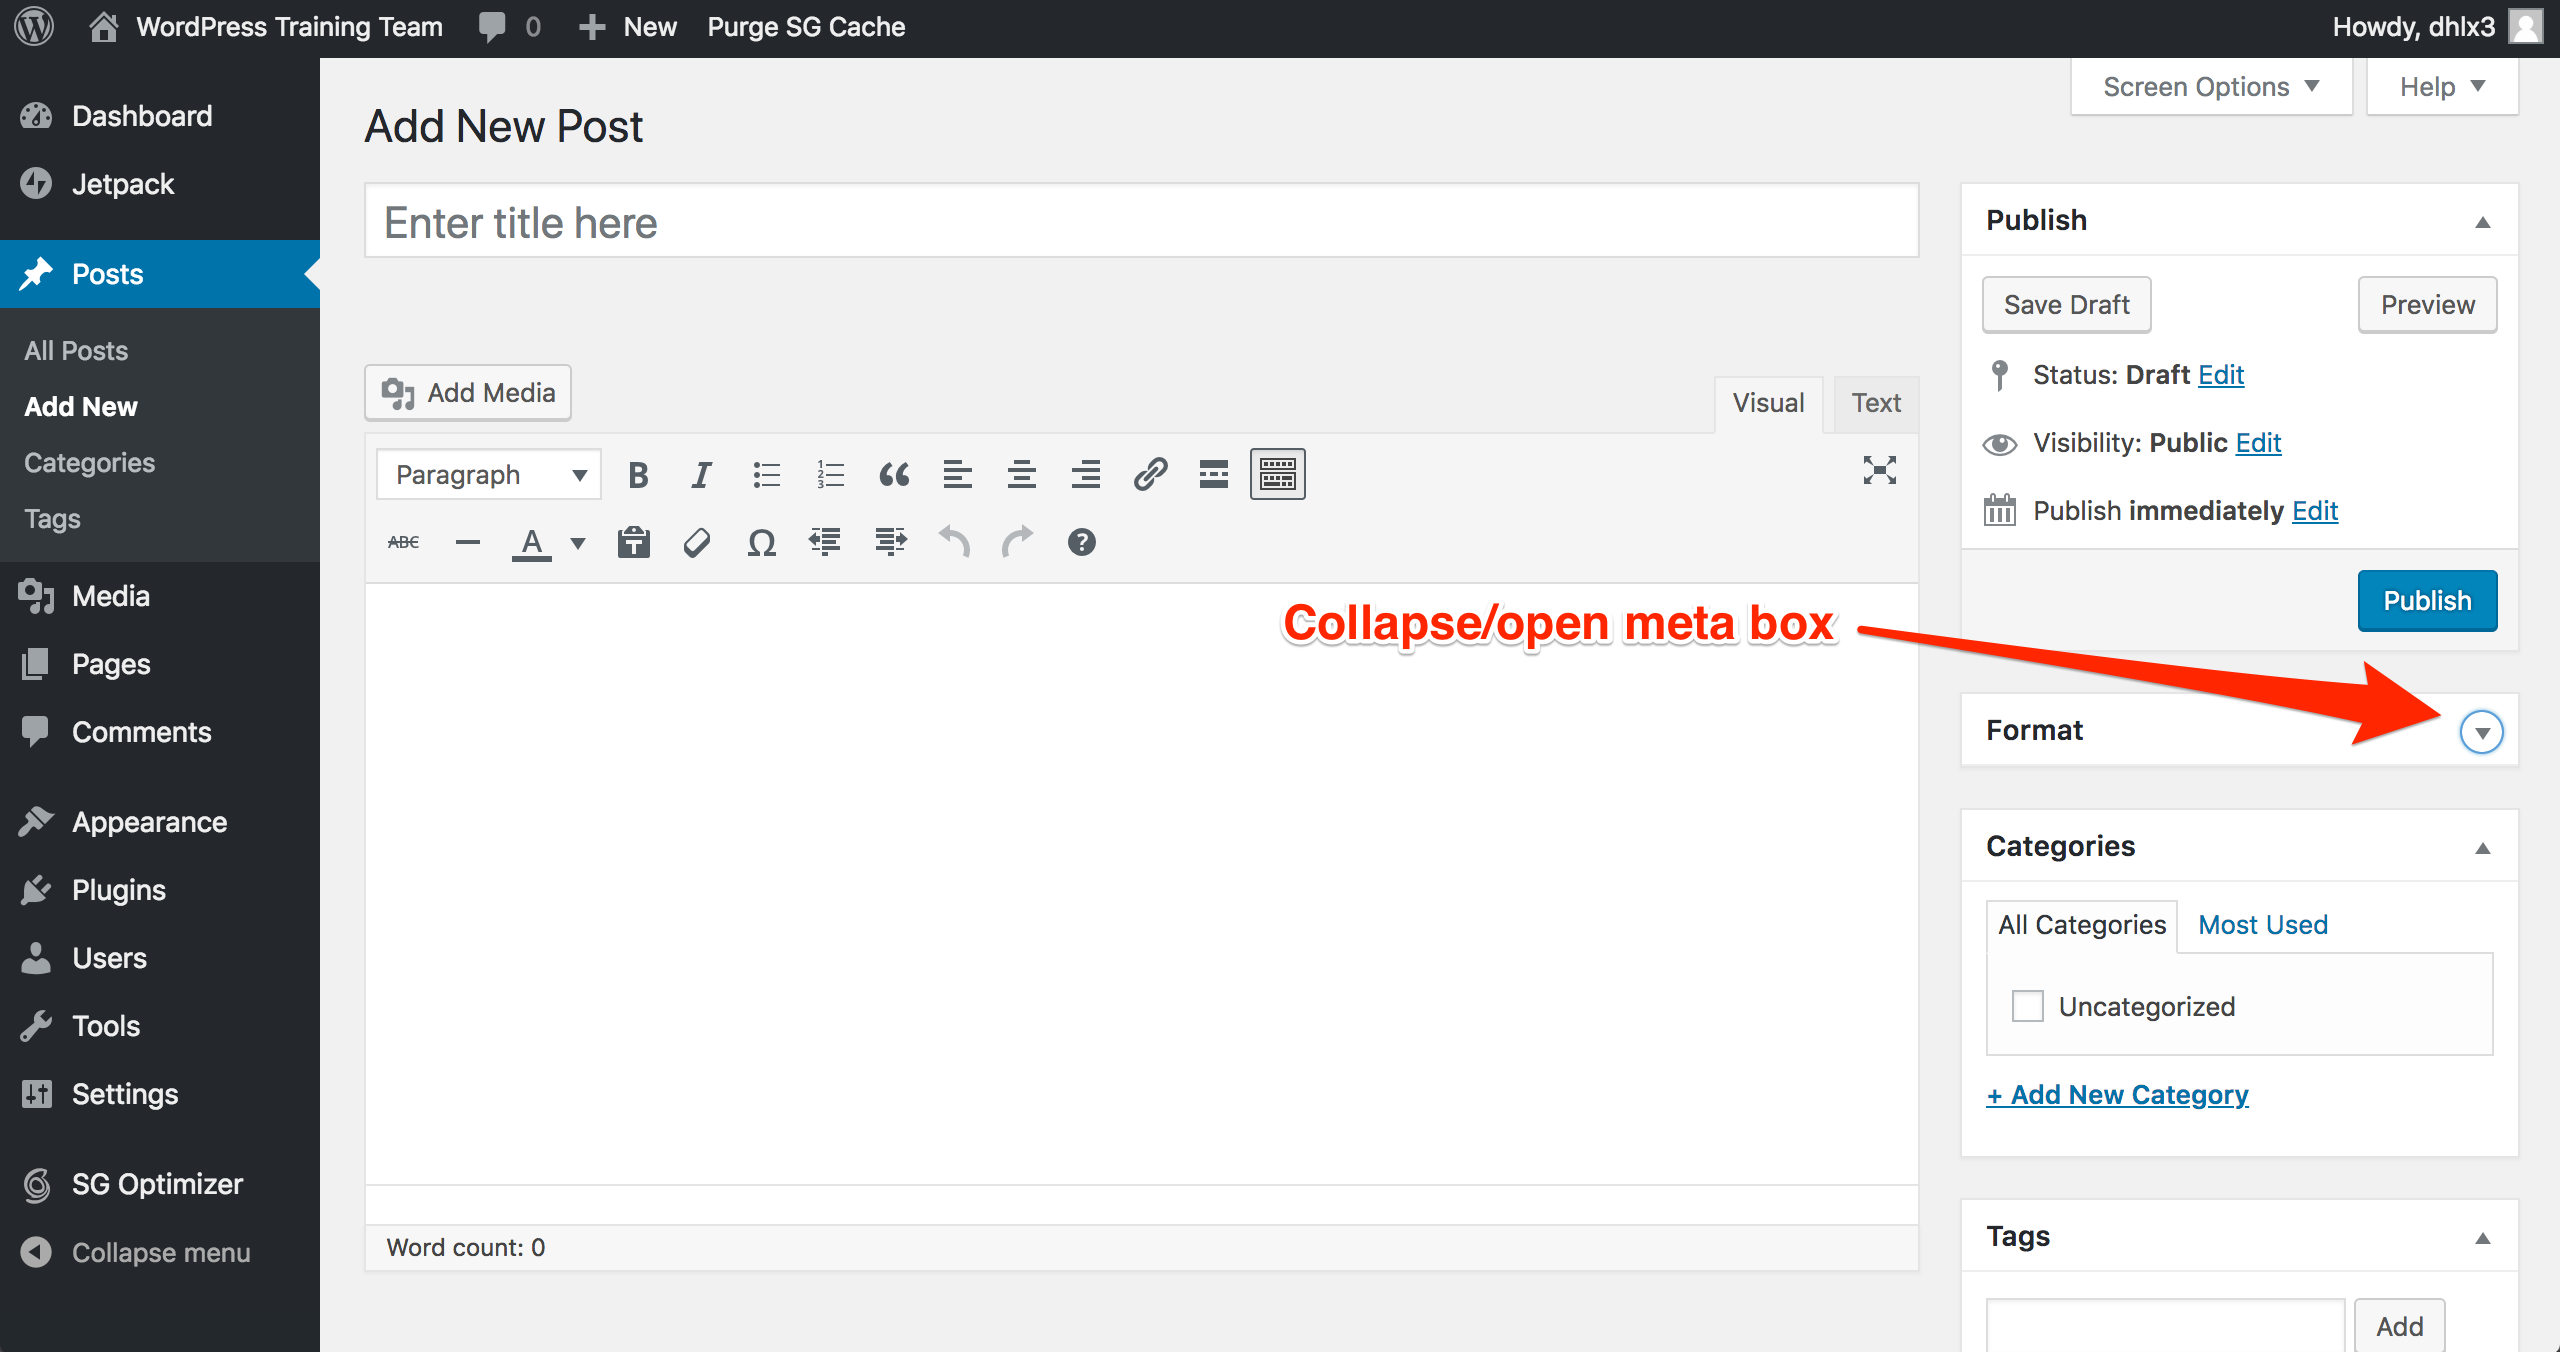 WordPress Training Team 0 New Purge SG Cache Howdy, dhlx3
Screen Options Help
Dashboard
Jetpack
Posts
All Posts
Add New
Categories
Tags
Media
Pages
Comments
Appearance
Plugins
Users
Tools
Settings
SG Optimizer
Collapse menu
Add New Post
Enter title here
Add Media
Visual Text
Paragraph B I
ABC A
Collapse/open meta box
Word count: 0
Publish
Save Draft Preview
Status: Draft Edit
Visibility: Public Edit
Publish immediately Edit
Publish
Format
Categories
All Categories Most Used
Uncategorized
+ Add New Category
Tags
Add